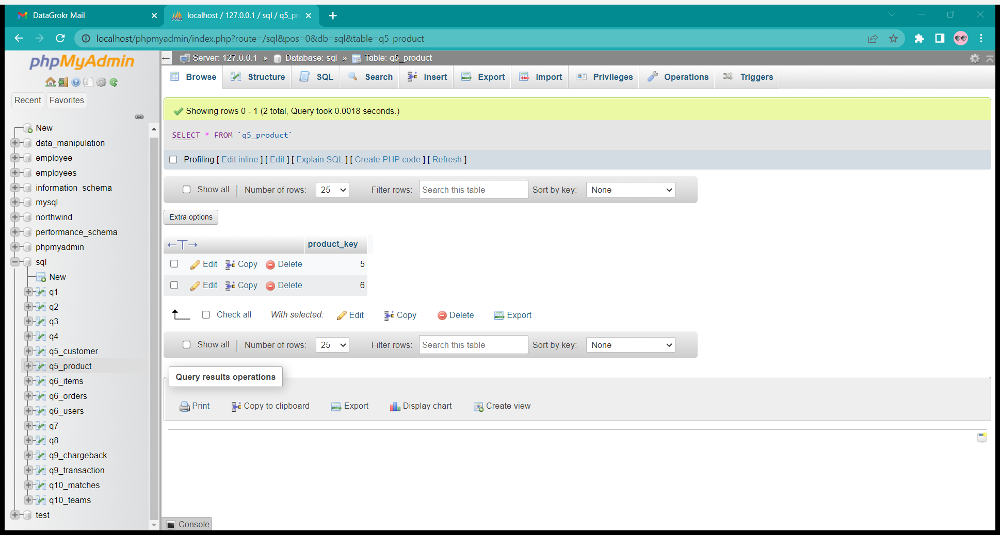 DataGrokr Mail
localhost / 127.0.0.1 / sql / q5_pr
localhost/phpmyadmin/index.php?route=/sql&pos=0&db=sql&table=q5_product
phpMyAdmin
Recent Favorites
New
data_manipulation
employee
employees
information_schema
mysql
northwind
performance_schema
phpmyadmin
sql
New
q1
q2
q3
q4
q5_customer
q5_product
q6_items
q6_orders
q6_users
q7
q8
q9_chargeback
q9_transaction
q10_matches
q10_teams
test
Server: 127.0.0.1 » Database: sql » Table: q5_product
Browse Structure SQL Search Insert Export Import Privileges Operations Triggers
Showing rows 0 - 1 (2 total, Query took 0.0018 seconds.)
SELECT * FROM `q5_product`
Profiling [ Edit inline ] [ Edit ] [ Explain SQL ] [ Create PHP code ] [ Refresh ]
Show all Number of rows: 25 Filter rows: Search this table Sort by key: None
Extra options
←T→ product_key
Edit Copy Delete 5
Edit Copy Delete 6
Check all With selected: Edit Copy Delete Export
Show all Number of rows: 25 Filter rows: Search this table Sort by key: None
Query results operations
Print Copy to clipboard Export Display chart Create view
Console